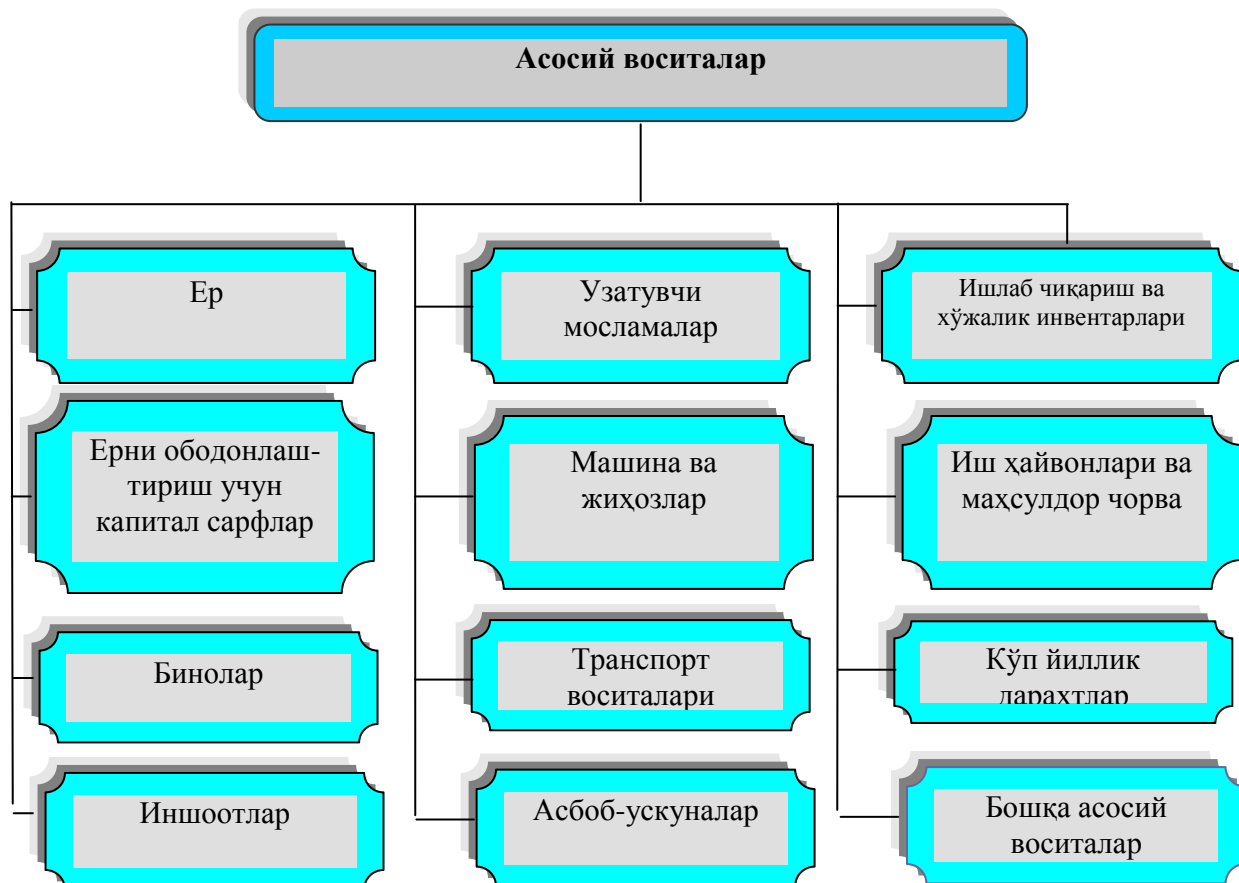 Асосий воситалар
Ер
Узатувчи
мосламалар
Ишлаб чиқариш ва
хўжалик инвентарлари
Ерни ободонлаш-
тириш учун
капитал сарфлар
Машина ва
жиҳозлар
Иш ҳайвонлари ва
маҳсулдор чорва
Бинолар
Транспорт
воситалари
Кўп йиллик
дарахтлар
Иншоотлар
Асбоб-ускуналар
Бошқа асосий
воситалар